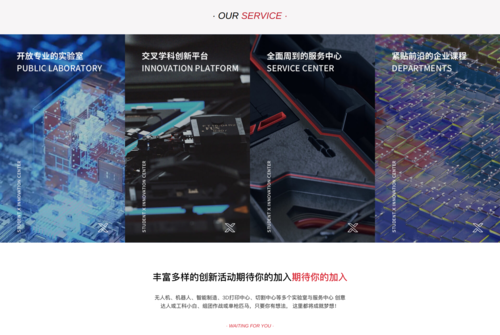 · OUR SERVICE ·
开放专业的实验室
PUBLIC LABORATORY
交叉学科创新平台
INNOVATION PLATFORM
全面周到的服务中心
SERVICE CENTER
紧贴前沿的企业课程
DEPARTMENTS
STUDENT X INNOVATION CENTER
STUDENT X INNOVATION CENTER
STUDENT X INNOVATION CENTER
STUDENT X INNOVATION CENTER
丰富多样的创新活动期待你的加入期待你的加入
无人机、机器人、智能制造、3D打印中心、切割中心等多个实验室与服务中心 创意
达人或工科小白、组团作战或单枪匹马，只要你有想法， 这里都将成就梦想！
· WAITING FOR YOU ·